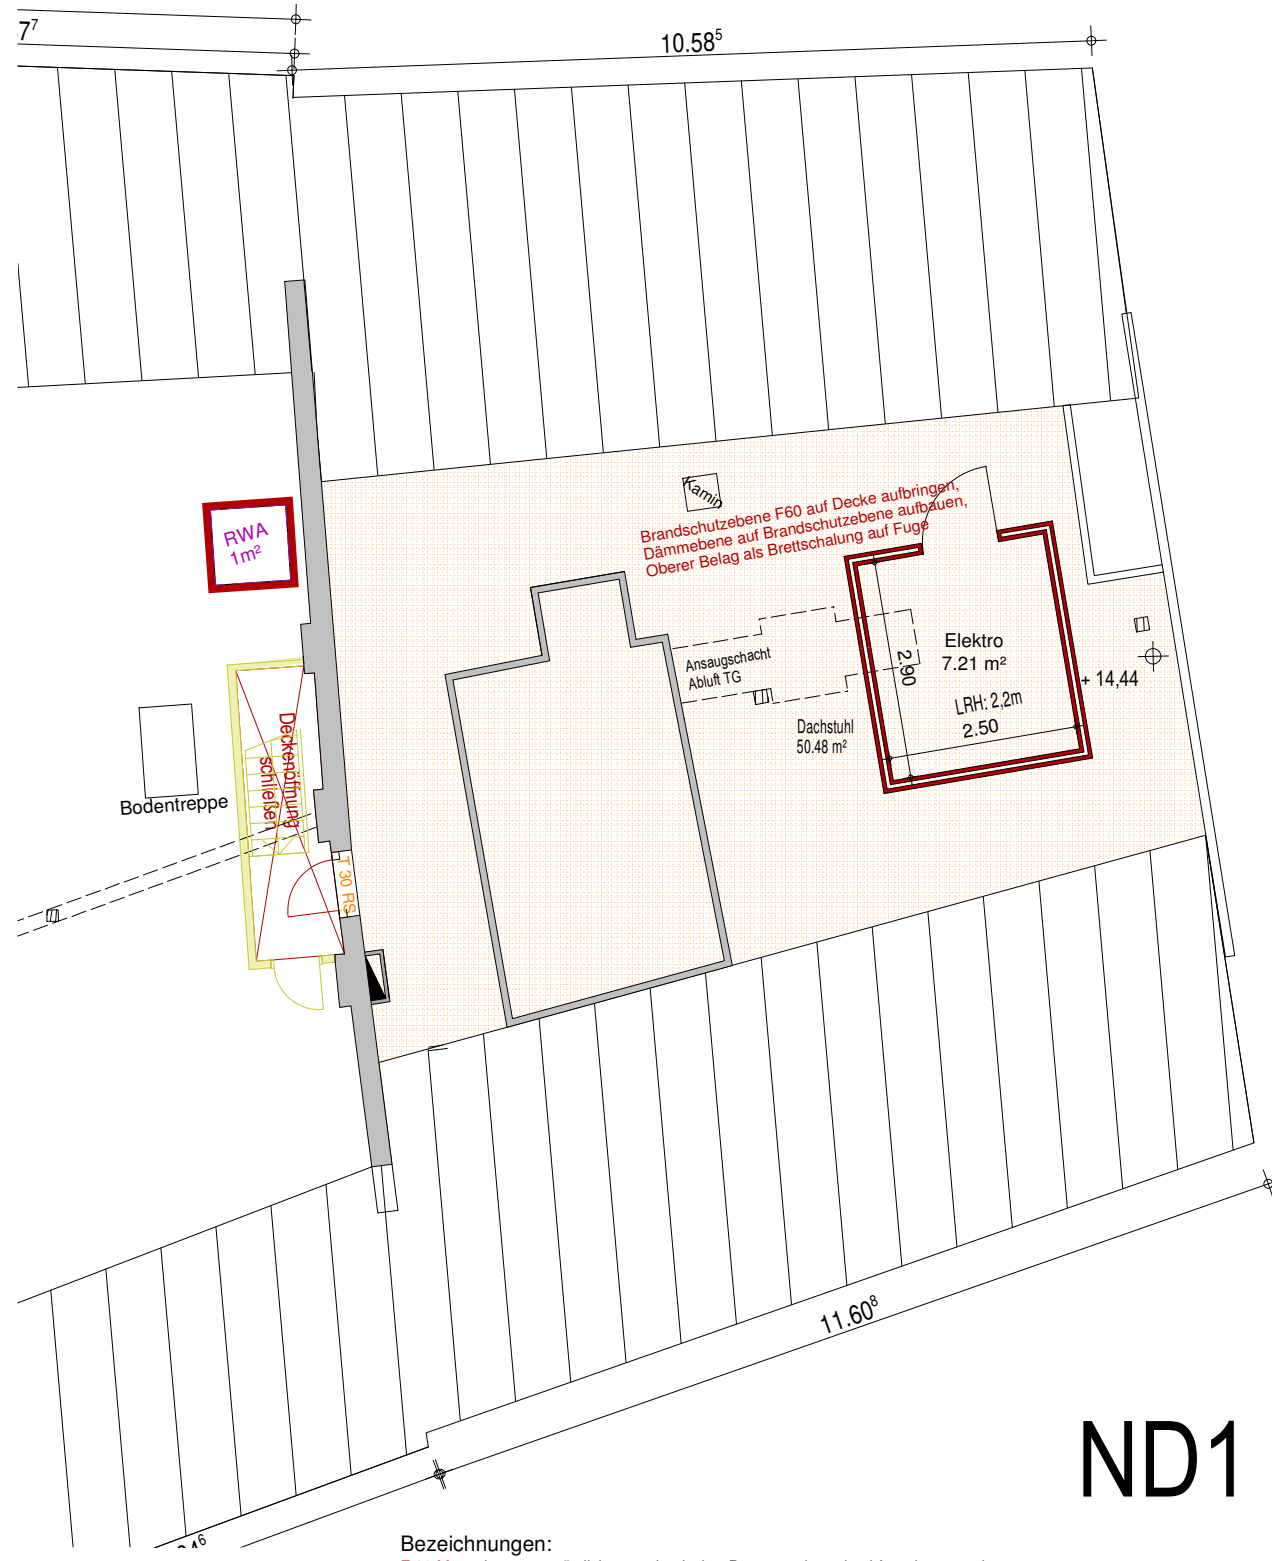 7⁷
10.58⁵
Kamin
Brandschutzebene F60 auf Decke aufbringen,
Dämmebene auf Brandschutzebene aufbauen,
Oberer Belag als Brettschalung auf Fuge
RWA
1m²
Ansaugschacht
Abluft TG
Elektro
7.21 m²
2.90
LRH: 2,2m
2.50
+ 14,44
Dachstuhl
50.48 m²
Deckenöffnung
schließen
Bodentreppe
T 30 RS
11.60⁸
ND1
Bezeichnungen: